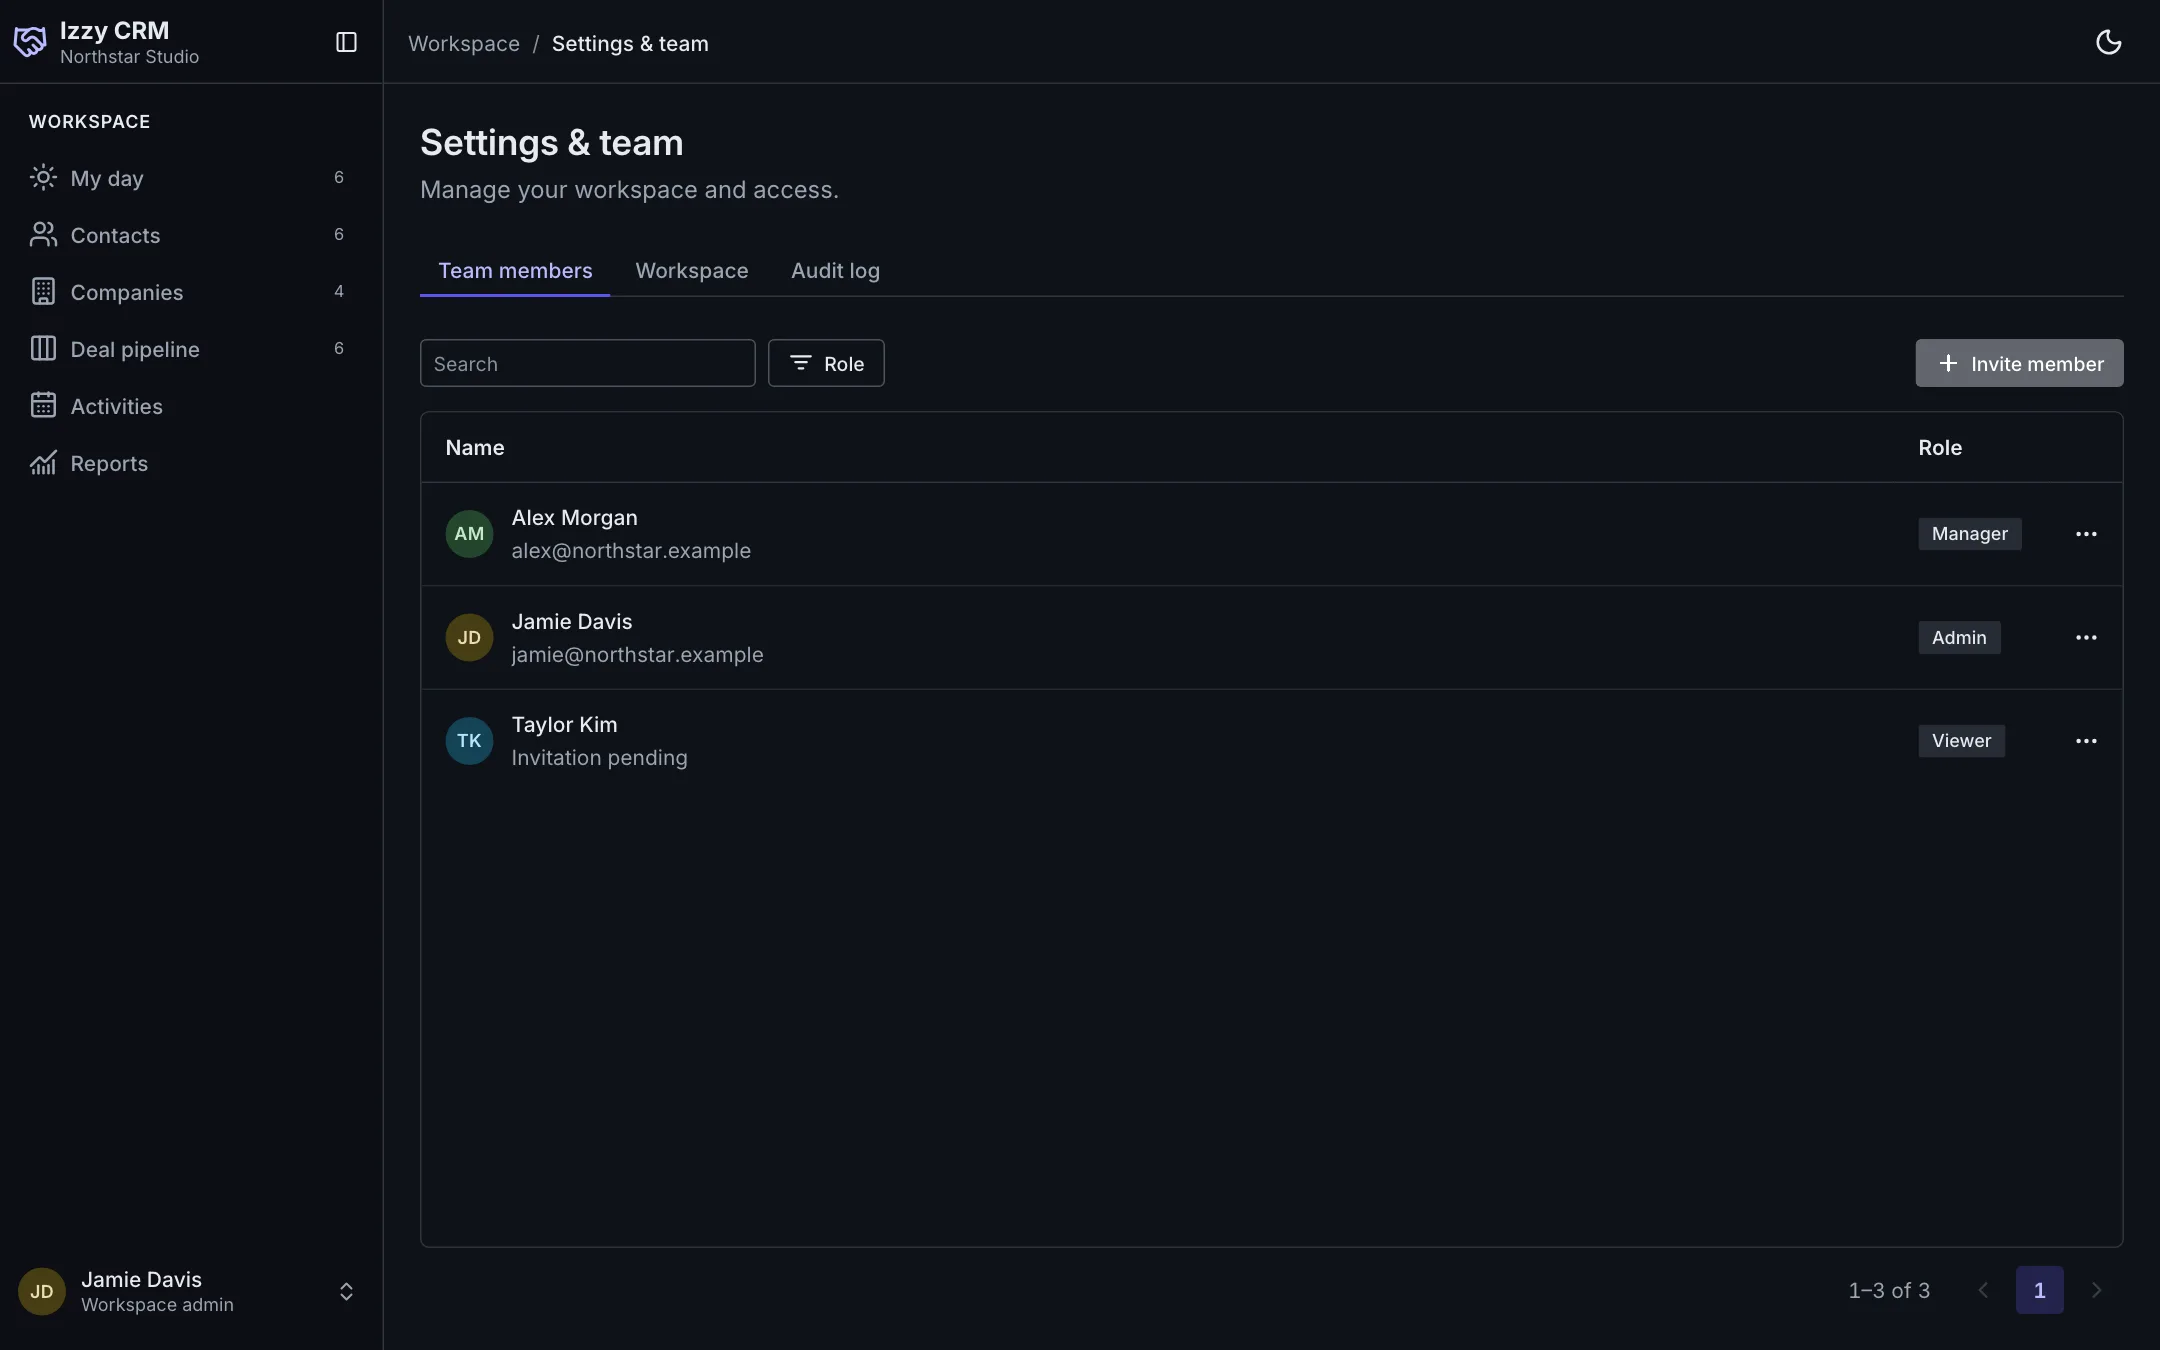 Izzy CRM
Northstar Studio
Workspace / Settings & team
WORKSPACE
My day 6
Contacts 6
Companies 4
Deal pipeline 6
Activities
Reports
Settings & team
Manage your workspace and access.
Team members Workspace Audit log
Search Role Invite member
Name Role
AM Alex Morgan
alex@northstar.example
Manager
JD Jamie Davis
jamie@northstar.example
Admin
TK Taylor Kim
Invitation pending
Viewer
1–3 of 3 1
JD Jamie Davis
Workspace admin